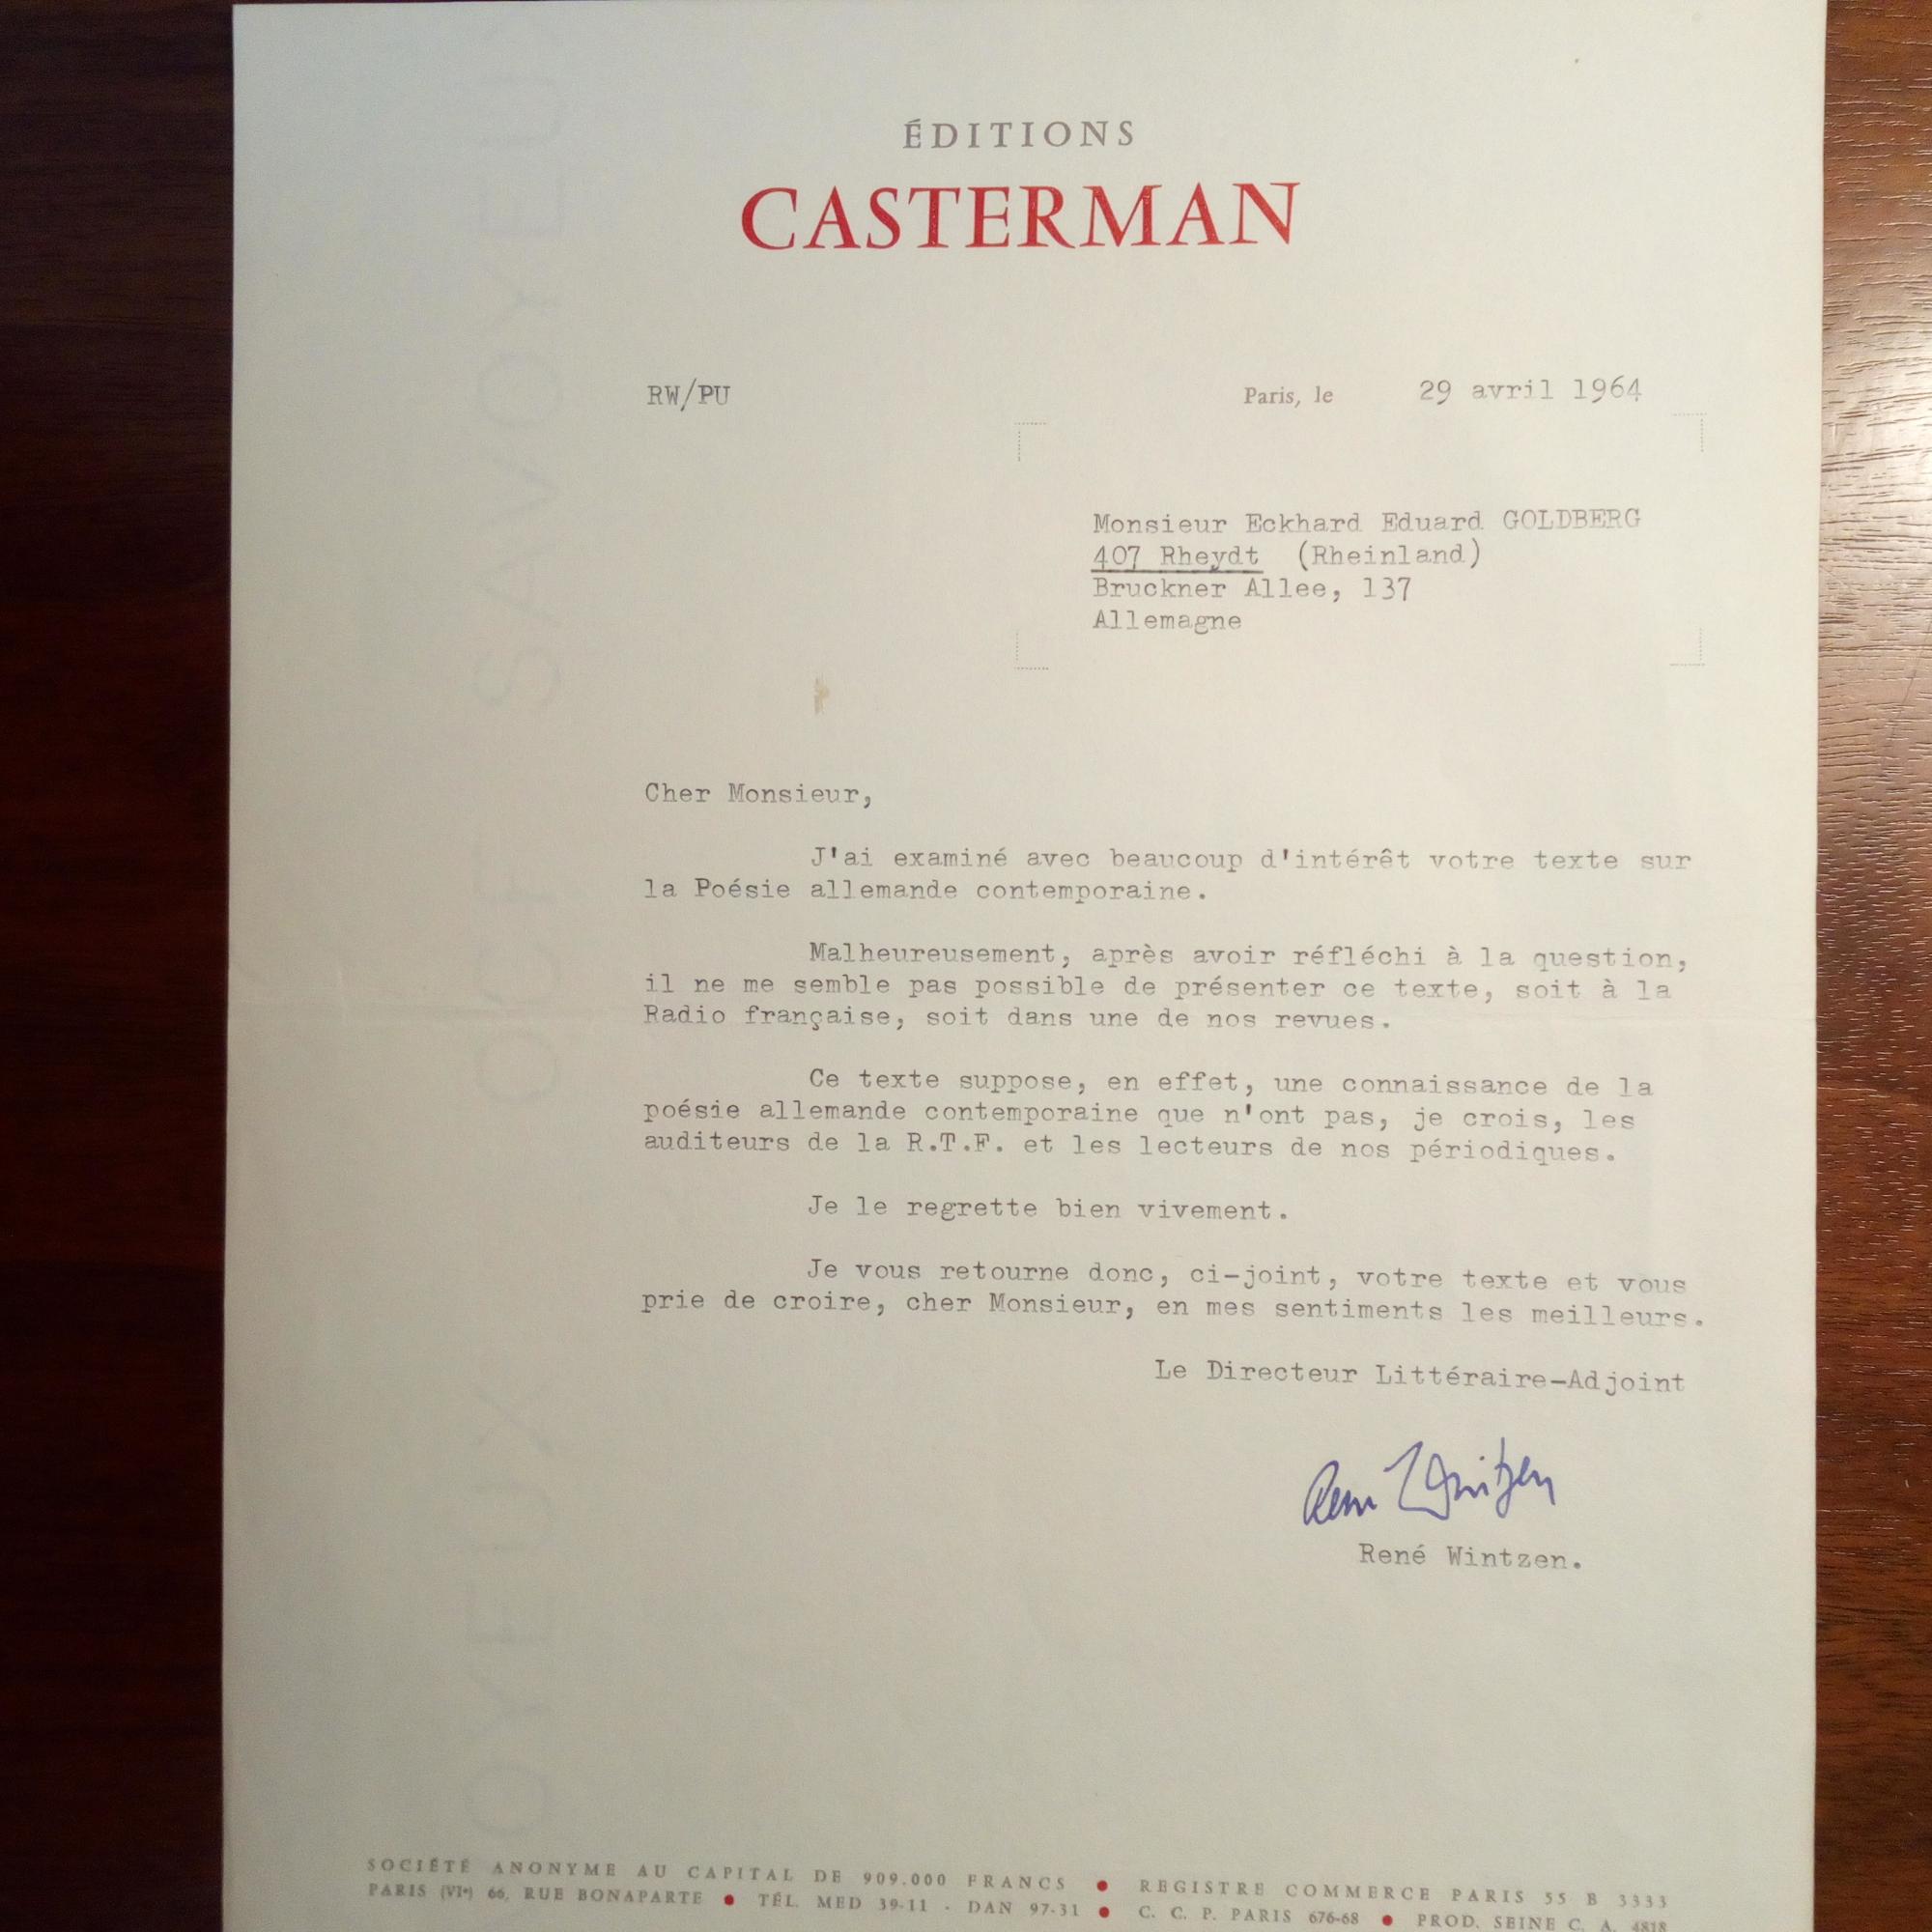 ÉDITIONS
CASTERMAN
RW/PU
Paris, le 29 avril 1964
Monsieur Eckhard Eduard GOLDBERG
407 Rheydt (Rheinland)
Bruckner Allee, 137
Allemagne
Cher Monsieur,
J'ai examiné avec beaucoup d'intérêt votre texte sur
la Poésie allemande contemporaine.
Malheureusement, après avoir réfléchi à la question,
il ne me semble pas possible de présenter ce texte, soit à la
Radio française, soit dans une de nos revues.
Ce texte suppose, en effet, une connaissance de la
poésie allemande contemporaine que n'ont pas, je crois, les
auditeurs de la R.T.F. et les lecteurs de nos périodiques.
Je le regrette bien vivement.
Je vous retourne donc, ci-joint, votre texte et vous
prie de croire, cher Monsieur, en mes sentiments les meilleurs.
Le Directeur Littéraire-Adjoint
René Wintzen
René Wintzen.
SOCIÉTÉ ANONYME AU CAPITAL DE 909.000 FRANCS • REGISTRE COMMERCE PARIS 55 B 3333
PARIS (VIe) 66, RUE BONAPARTE • TÉL. MED 39-11 - DAN 97-31 • C. C. P. PARIS 676-68 • PROD. SEINE C. A. 4818